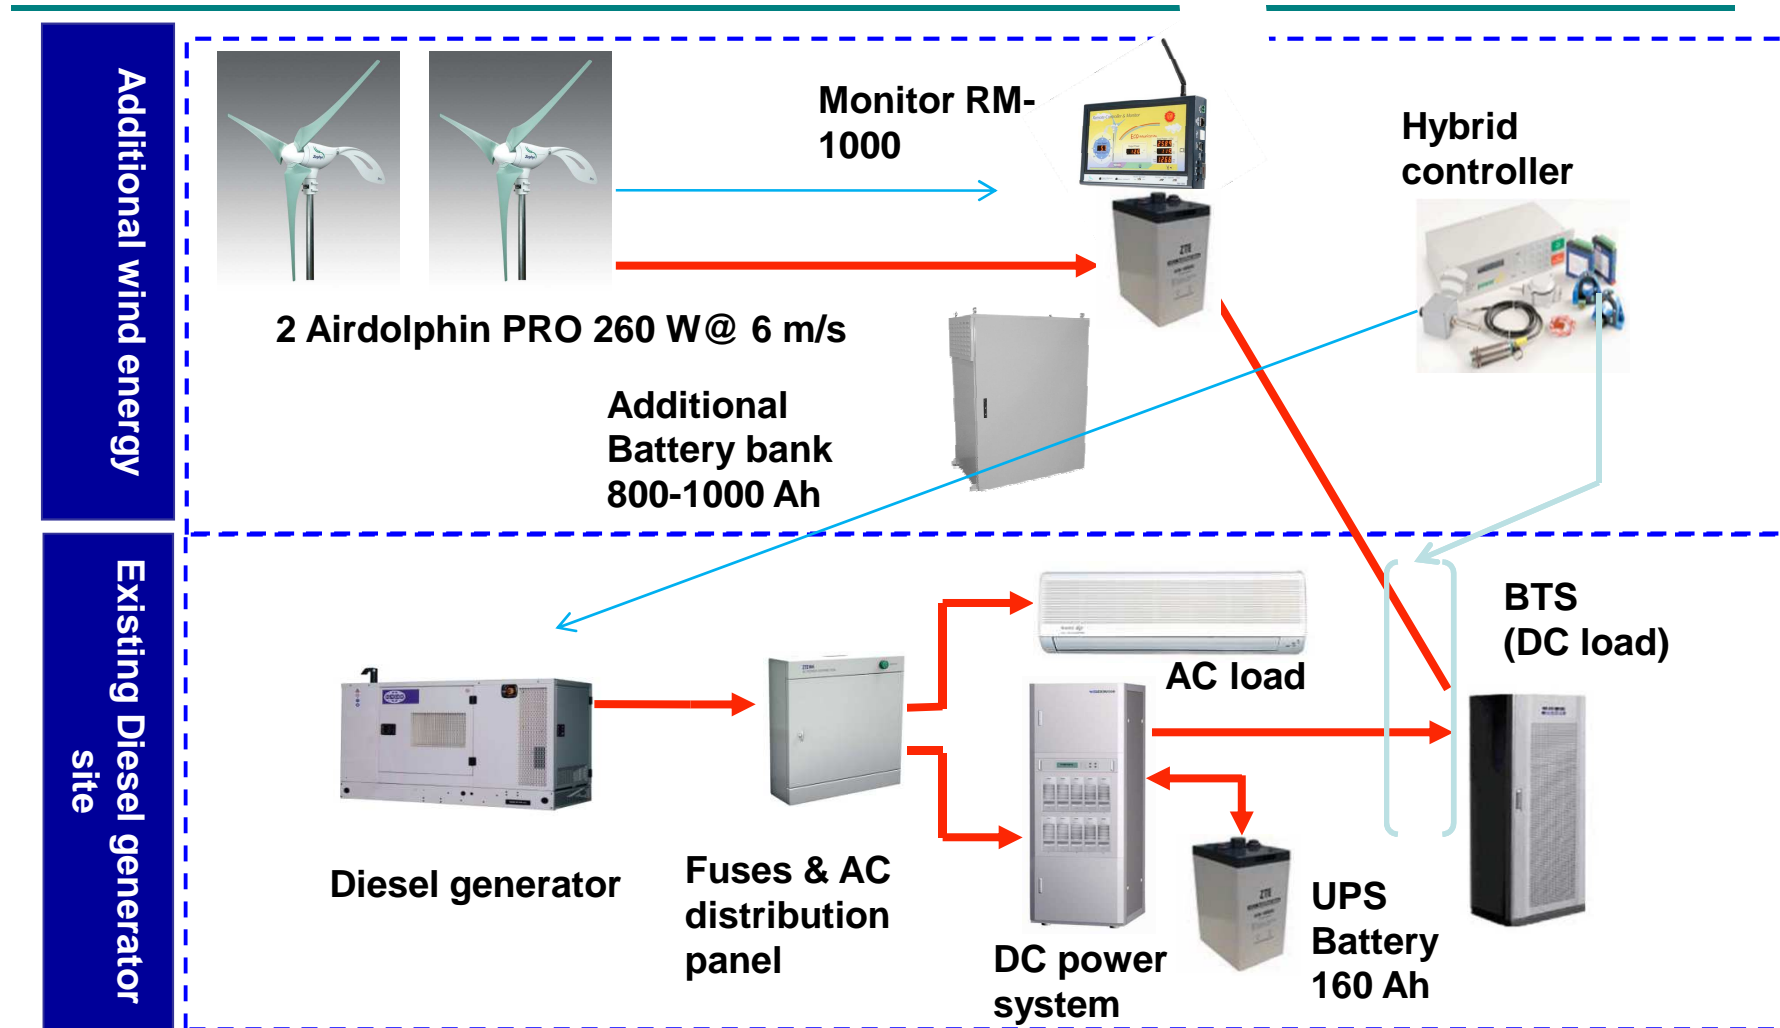 Additional wind energy
Monitor RM-
1000
Hybrid
controller
2 Airdolphin PRO 260 W@ 6 m/s
Additional
Battery bank
800-1000 Ah
ZTE
Existing Diesel generator
site
BTS
(DC load)
AC load
Diesel generator
Fuses & AC
distribution
panel
DC power
system
ZTE
UPS
Battery
160 Ah